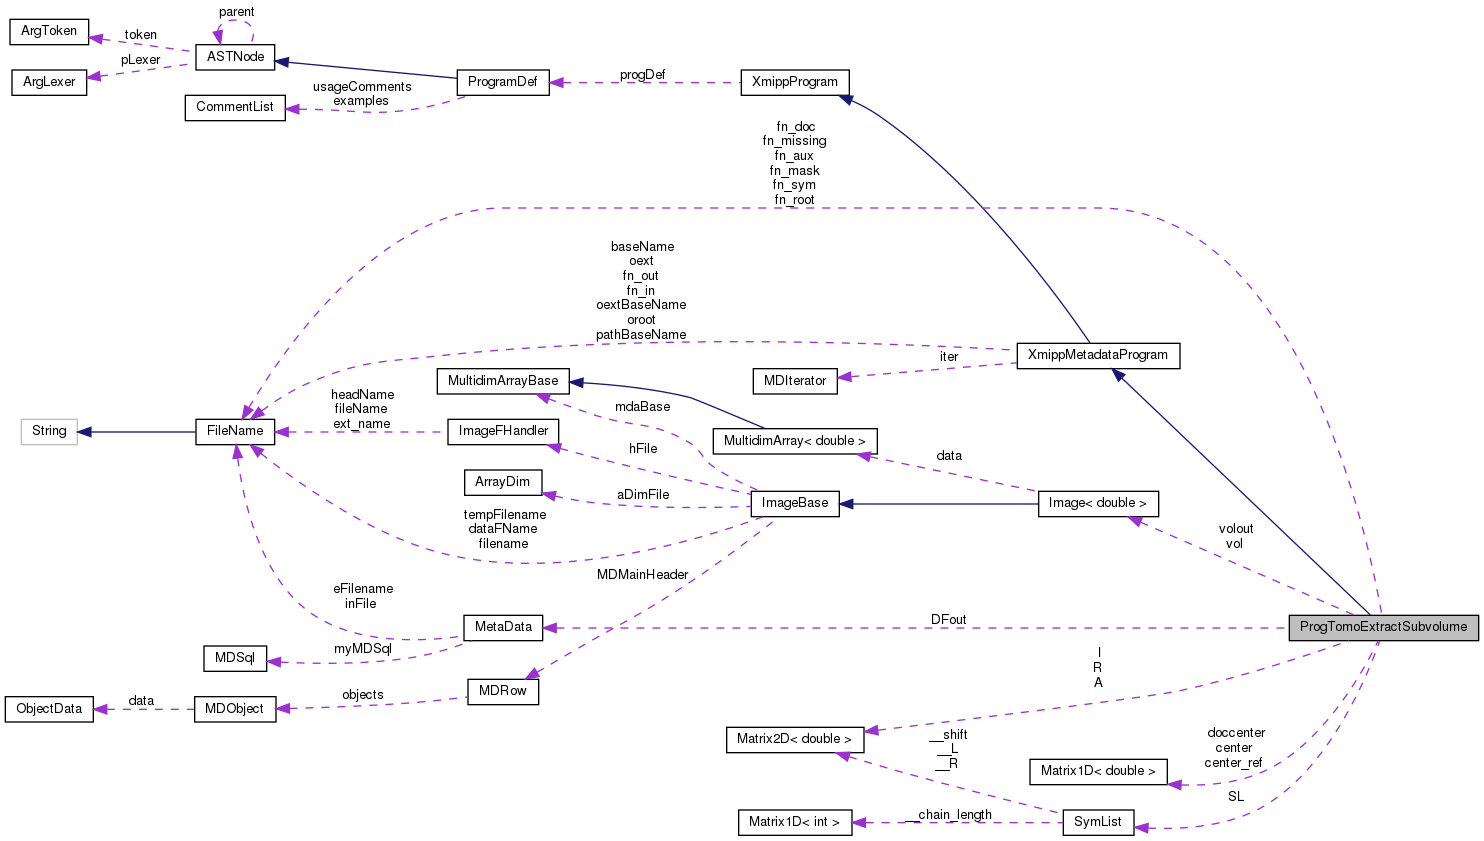 parent
ArgToken
token
ASTNode
pLexer
ArgLexer
ProgramDef
progDef
XmippProgram
usageComments
examples
CommentList
fn_doc
fn_missing
fn_aux
fn_mask
fn_sym
fn_root
baseName
oext
fn_out
fn_in
oextBaseName
oroot
pathBaseName
XmippMetadataProgram
iter
MDIterator
MultidimArrayBase
headName
fileName
ext_name
mdaBase
String
FileName
ImageFHandler
MultidimArray< double >
hFile
data
ArrayDim
aDimFile
ImageBase
Image< double >
tempFilename
dataFName
filename
volout
vol
MDMainHeader
eFilename
inFile
MetaData
DFout
ProgTomoExtractSubvolume
myMDSql
MDSql
I
R
A
MDRow
objects
ObjectData
data
MDObject
Matrix2D< double >
__shift
__L
__R
doccenter
center
center_ref
Matrix1D< double >
SL
Matrix1D< int >
__chain_length
SymList